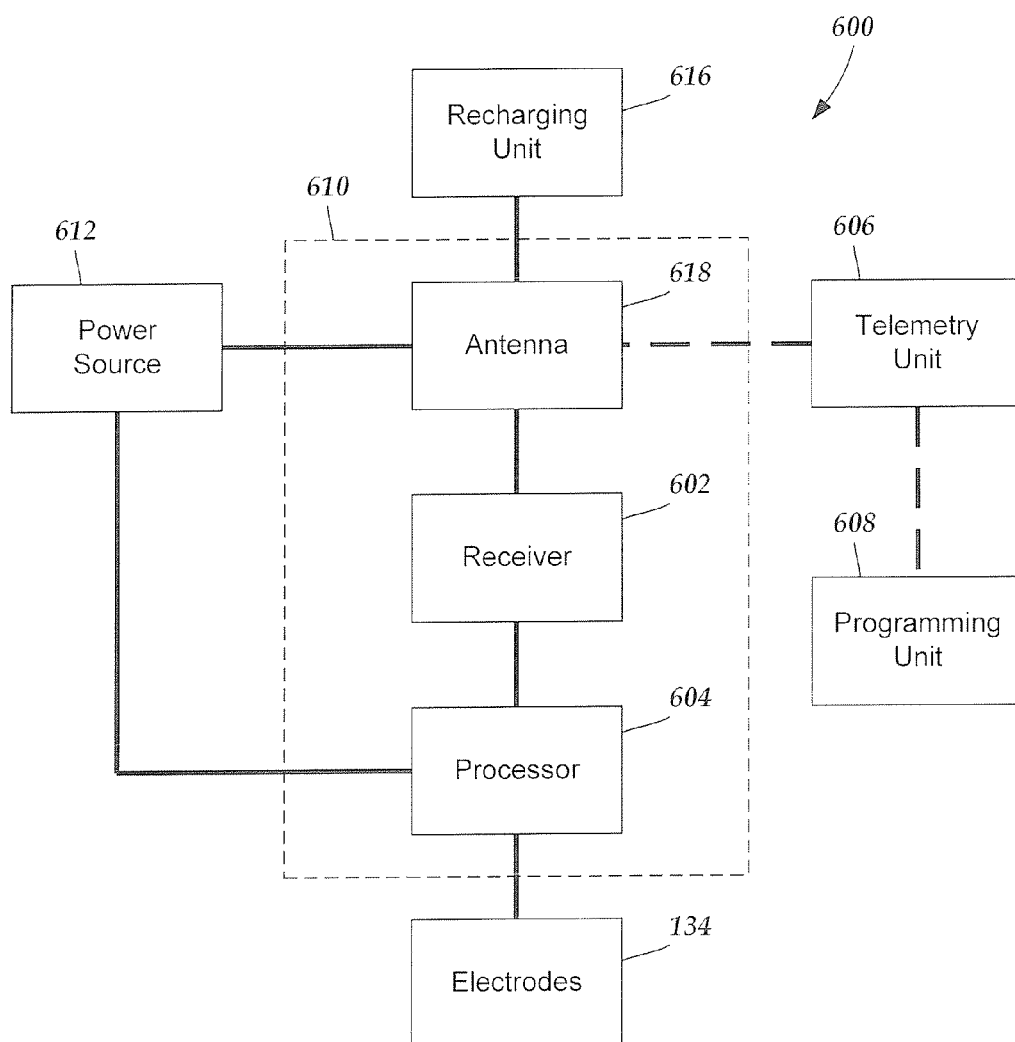 600
616
Recharging
Unit
610
612
Power
Source
618
Antenna
606
Telemetry
Unit
602
Receiver
608
Programming
Unit
604
Processor
134
Electrodes